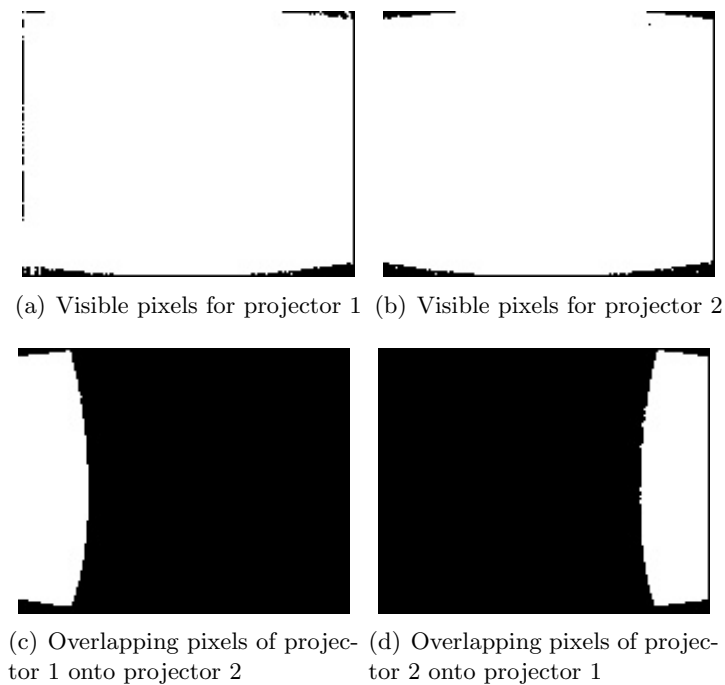 (a) Visible pixels for projector 1
(b) Visible pixels for projector 2
(c) Overlapping pixels of projec-
tor 1 onto projector 2
(d) Overlapping pixels of projec-
tor 2 onto projector 1